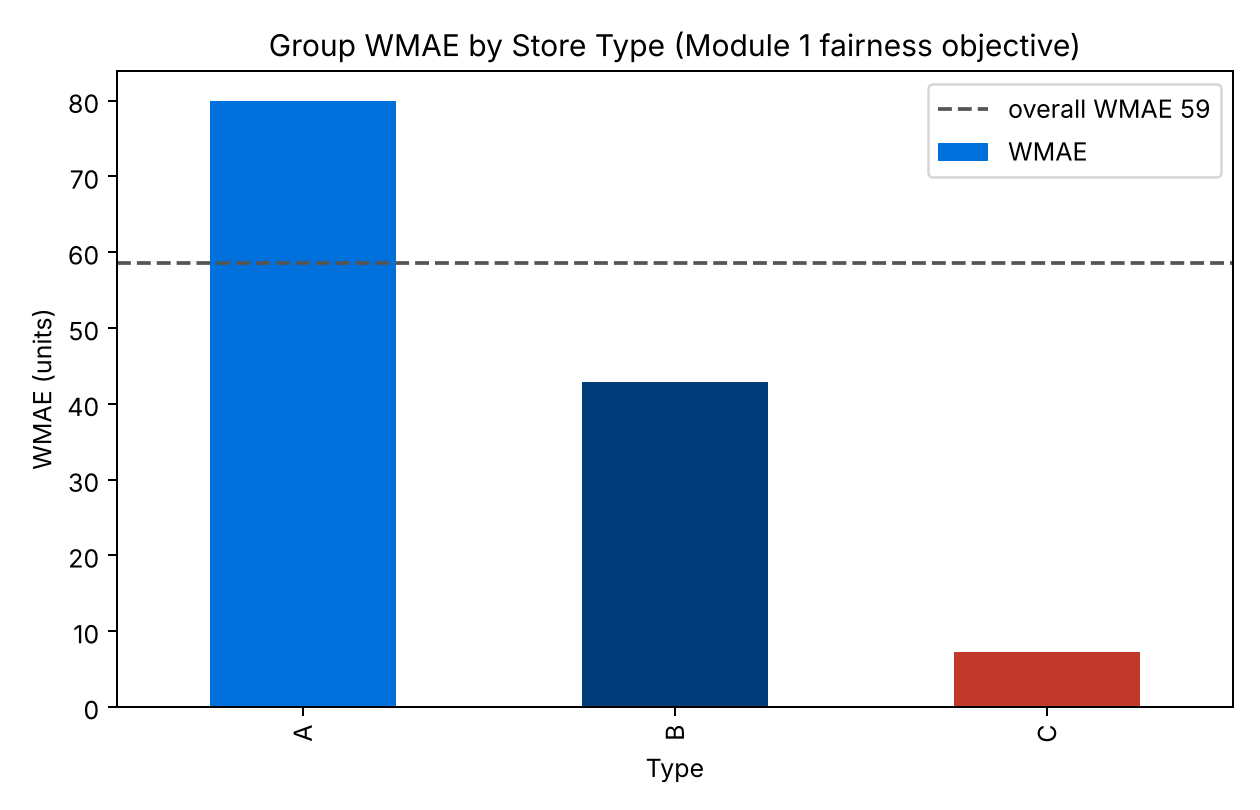 Group WMAE by Store Type (Module 1 fairness objective)
overall WMAE 59
WMAE
80
70
60
50
40
30
20
10
0
WMAE (units)
A
B
C
Type